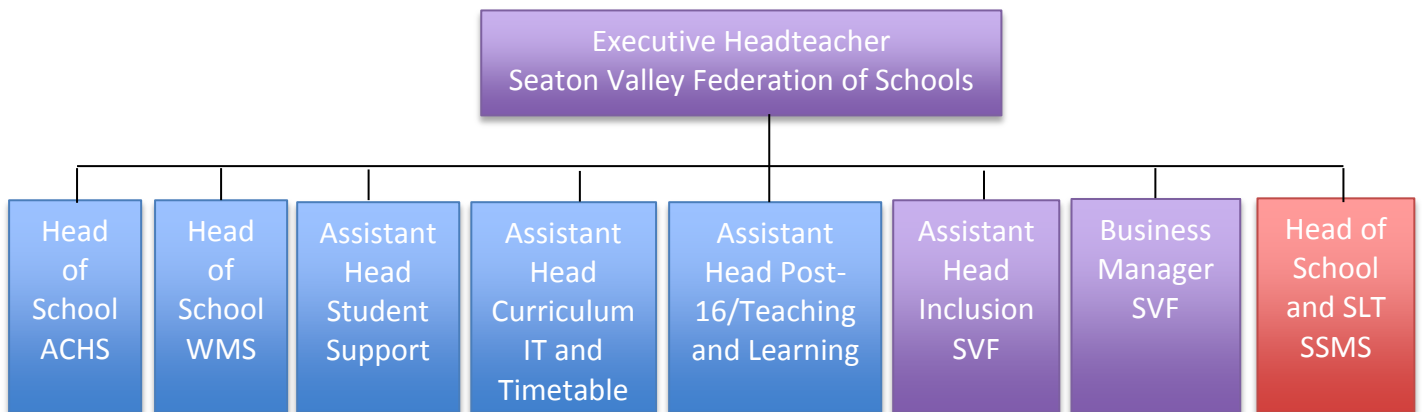 Executive Headteacher
Seaton Valley Federation of Schools
Head
of
School
ACHS
Head
of
School
WMS
Assistant
Head
Student
Support
Assistant
Head
Curriculum
IT and
Timetable
Assistant
Head Post-
16/Teaching
and Learning
Assistant
Head
Inclusion
SVF
Business
Manager
SVF
Head of
School
and SLT
SSMS